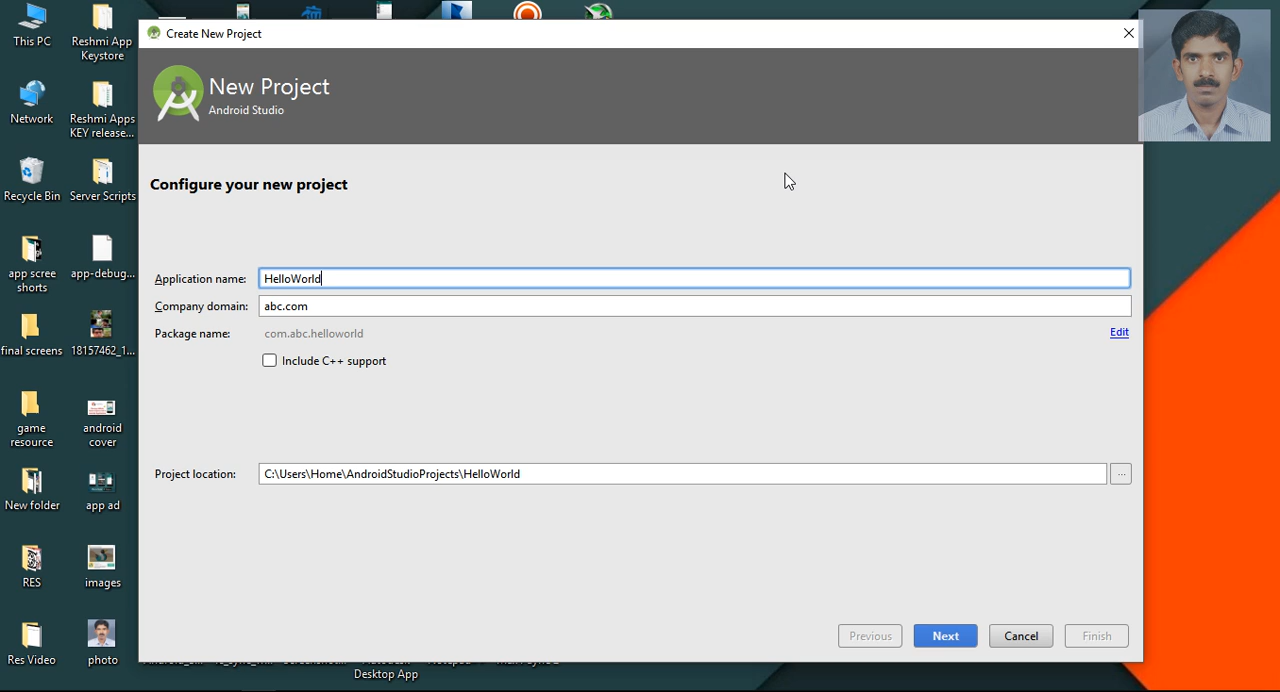 This PC
Reshmi App
Keystore
Network
Reshmi Apps
KEY release...
Recycle Bin
Server Scripts
app scree
shorts
app-debug...
final screens
18157462_1...
game
resource
android
cover
New folder
app ad
RES
images
Res Video
photo
Create New Project
New Project
Android Studio
Configure your new project
Application name: HelloWorld
Company domain: abc.com
Package name: com.abc.helloworld Edit
Include C++ support
Project location: C:\Users\Home\AndroidStudioProjects\HelloWorld ...
Previous Next Cancel Finish
Desktop App